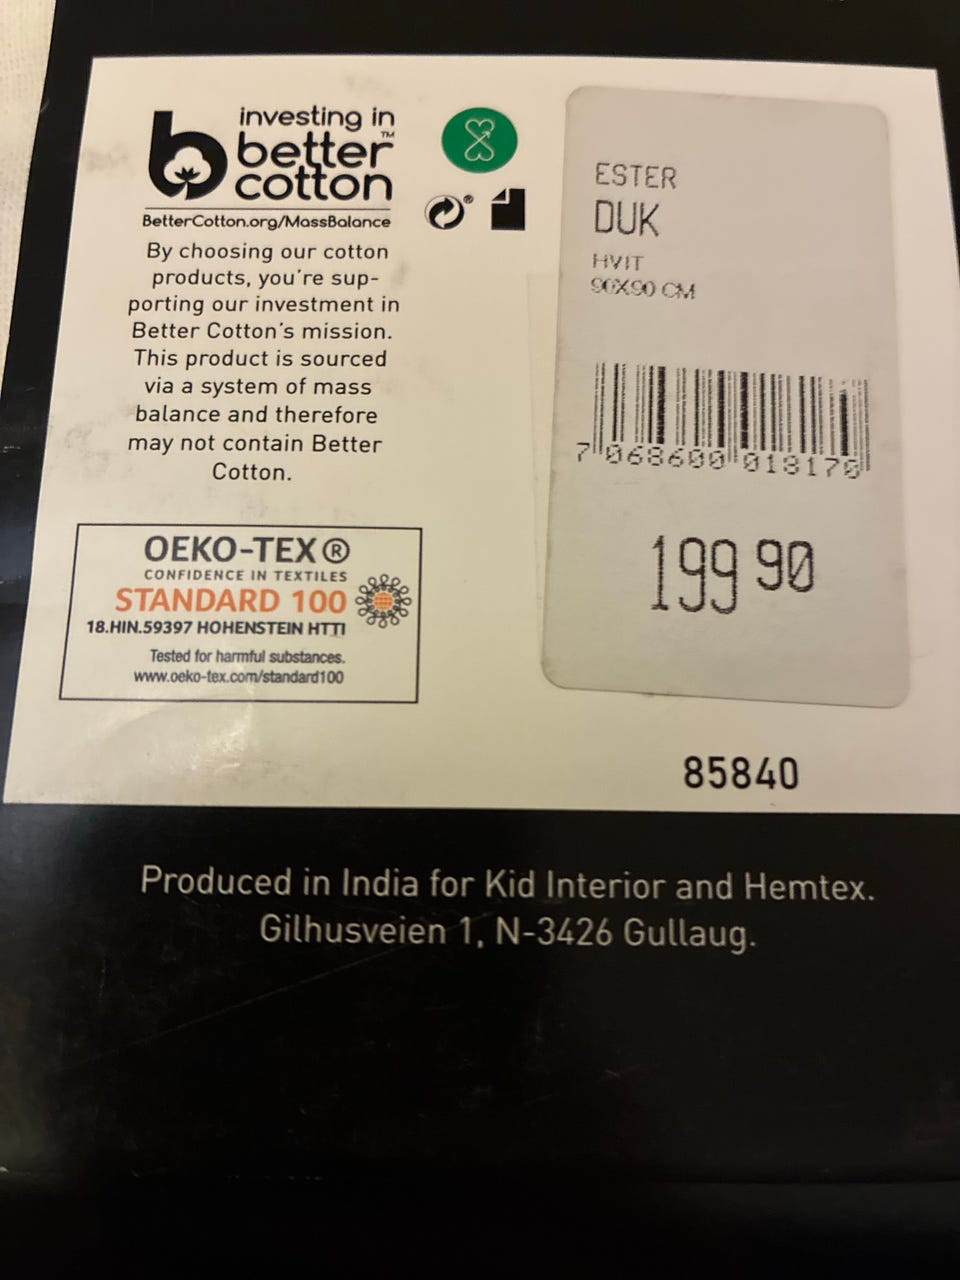 investing in
better™
cotton
BetterCotton.org/MassBalance
By choosing our cotton
products, you're sup-
porting our investment in
Better Cotton's mission.
This product is sourced
via a system of mass
balance and therefore
may not contain Better
Cotton.
OEKO-TEX®
CONFIDENCE IN TEXTILES
STANDARD 100
18.HIN.59397 HOHENSTEIN HTTI
Tested for harmful substances.
www.oeko-tex.com/standard100
®
ESTER
DUK
HVIT
90X90 CM
7 068600 018170
199 90
85840
Produced in India for Kid Interior and Hemtex.
Gilhusveien 1, N-3426 Gullaug.